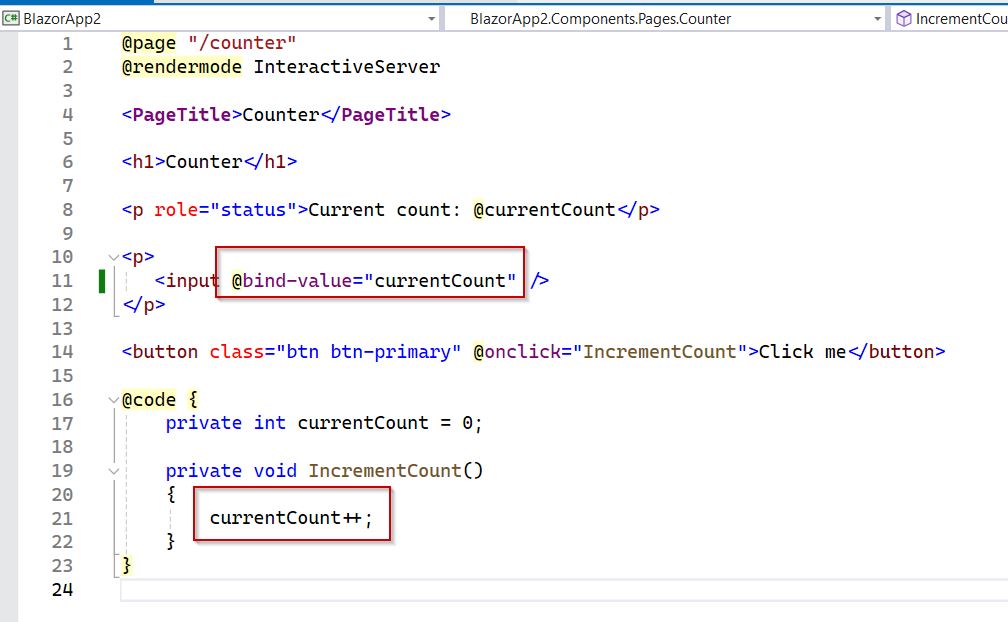 C# BlazorApp2 BlazorApp2.Components.Pages.Counter IncrementCou
1 @page "/counter"
2 @rendermode InteractiveServer
3
4 <PageTitle>Counter</PageTitle>
5
6 <h1>Counter</h1>
7
8 <p role="status">Current count: @currentCount</p>
9
10 <p>
11 <input @bind-value="currentCount" />
12 </p>
13
14 <button class="btn btn-primary" @onclick="IncrementCount">Click me</button>
15
16 @code {
17 private int currentCount = 0;
18
19 private void IncrementCount()
20 {
21 currentCount++;
22 }
23 }
24